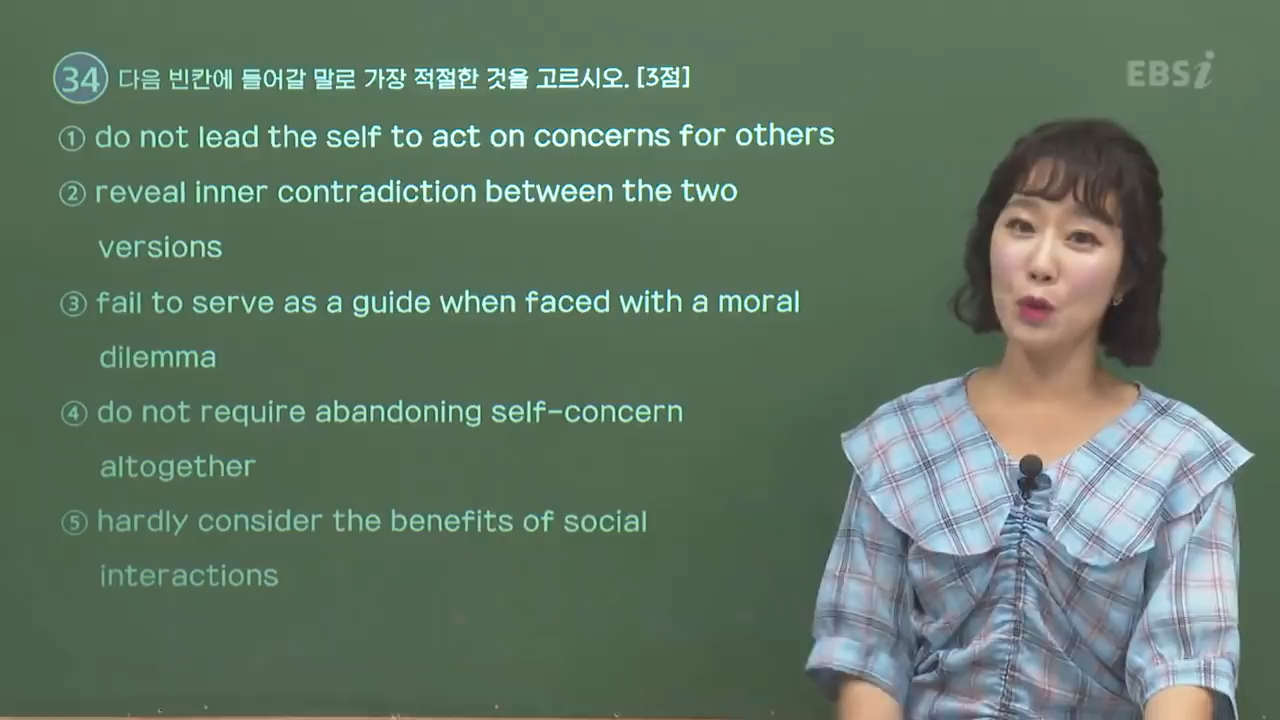 34 다음 빈칸에 들어갈 말로 가장 적절한 것을 고르시오. [3점]
EBSi
① do not lead the self to act on concerns for others
② reveal inner contradiction between the two
versions
③ fail to serve as a guide when faced with a moral
dilemma
④ do not require abandoning self-concern
altogether
⑤ hardly consider the benefits of social
interactions